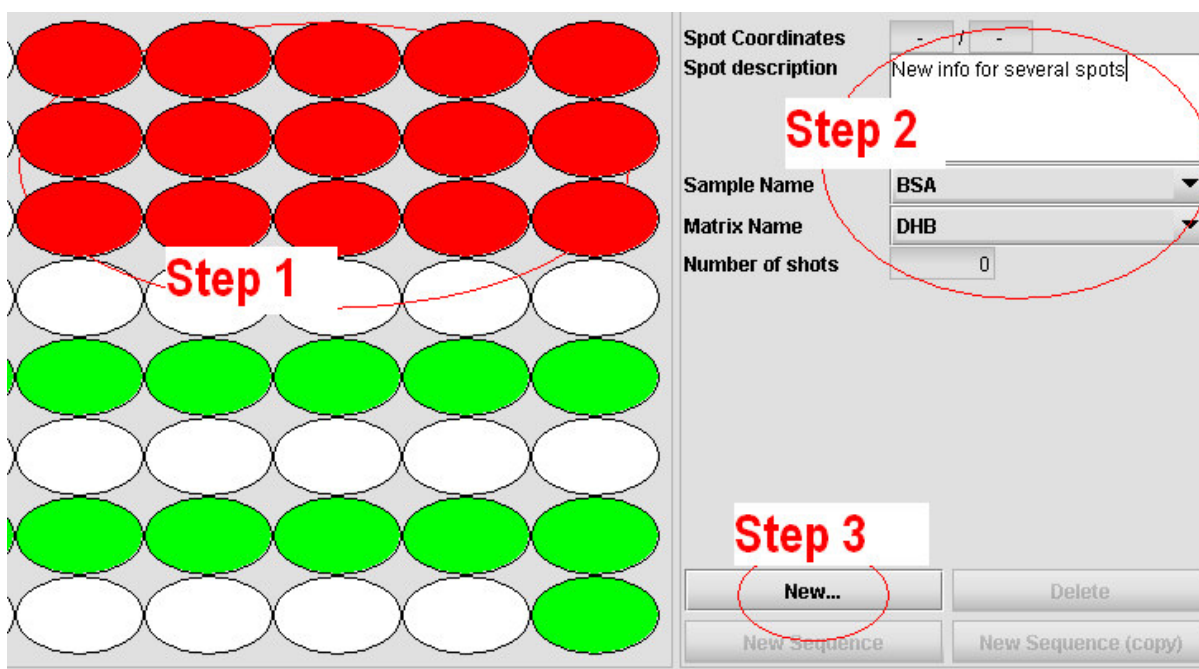 Spot Coordinates - / -
Spot description New info for several spots
Step 2
Sample Name BSA
Matrix Name DHB
Step 1
Number of shots 0
Step 3
New... Delete
New Sequence New Sequence (copy)